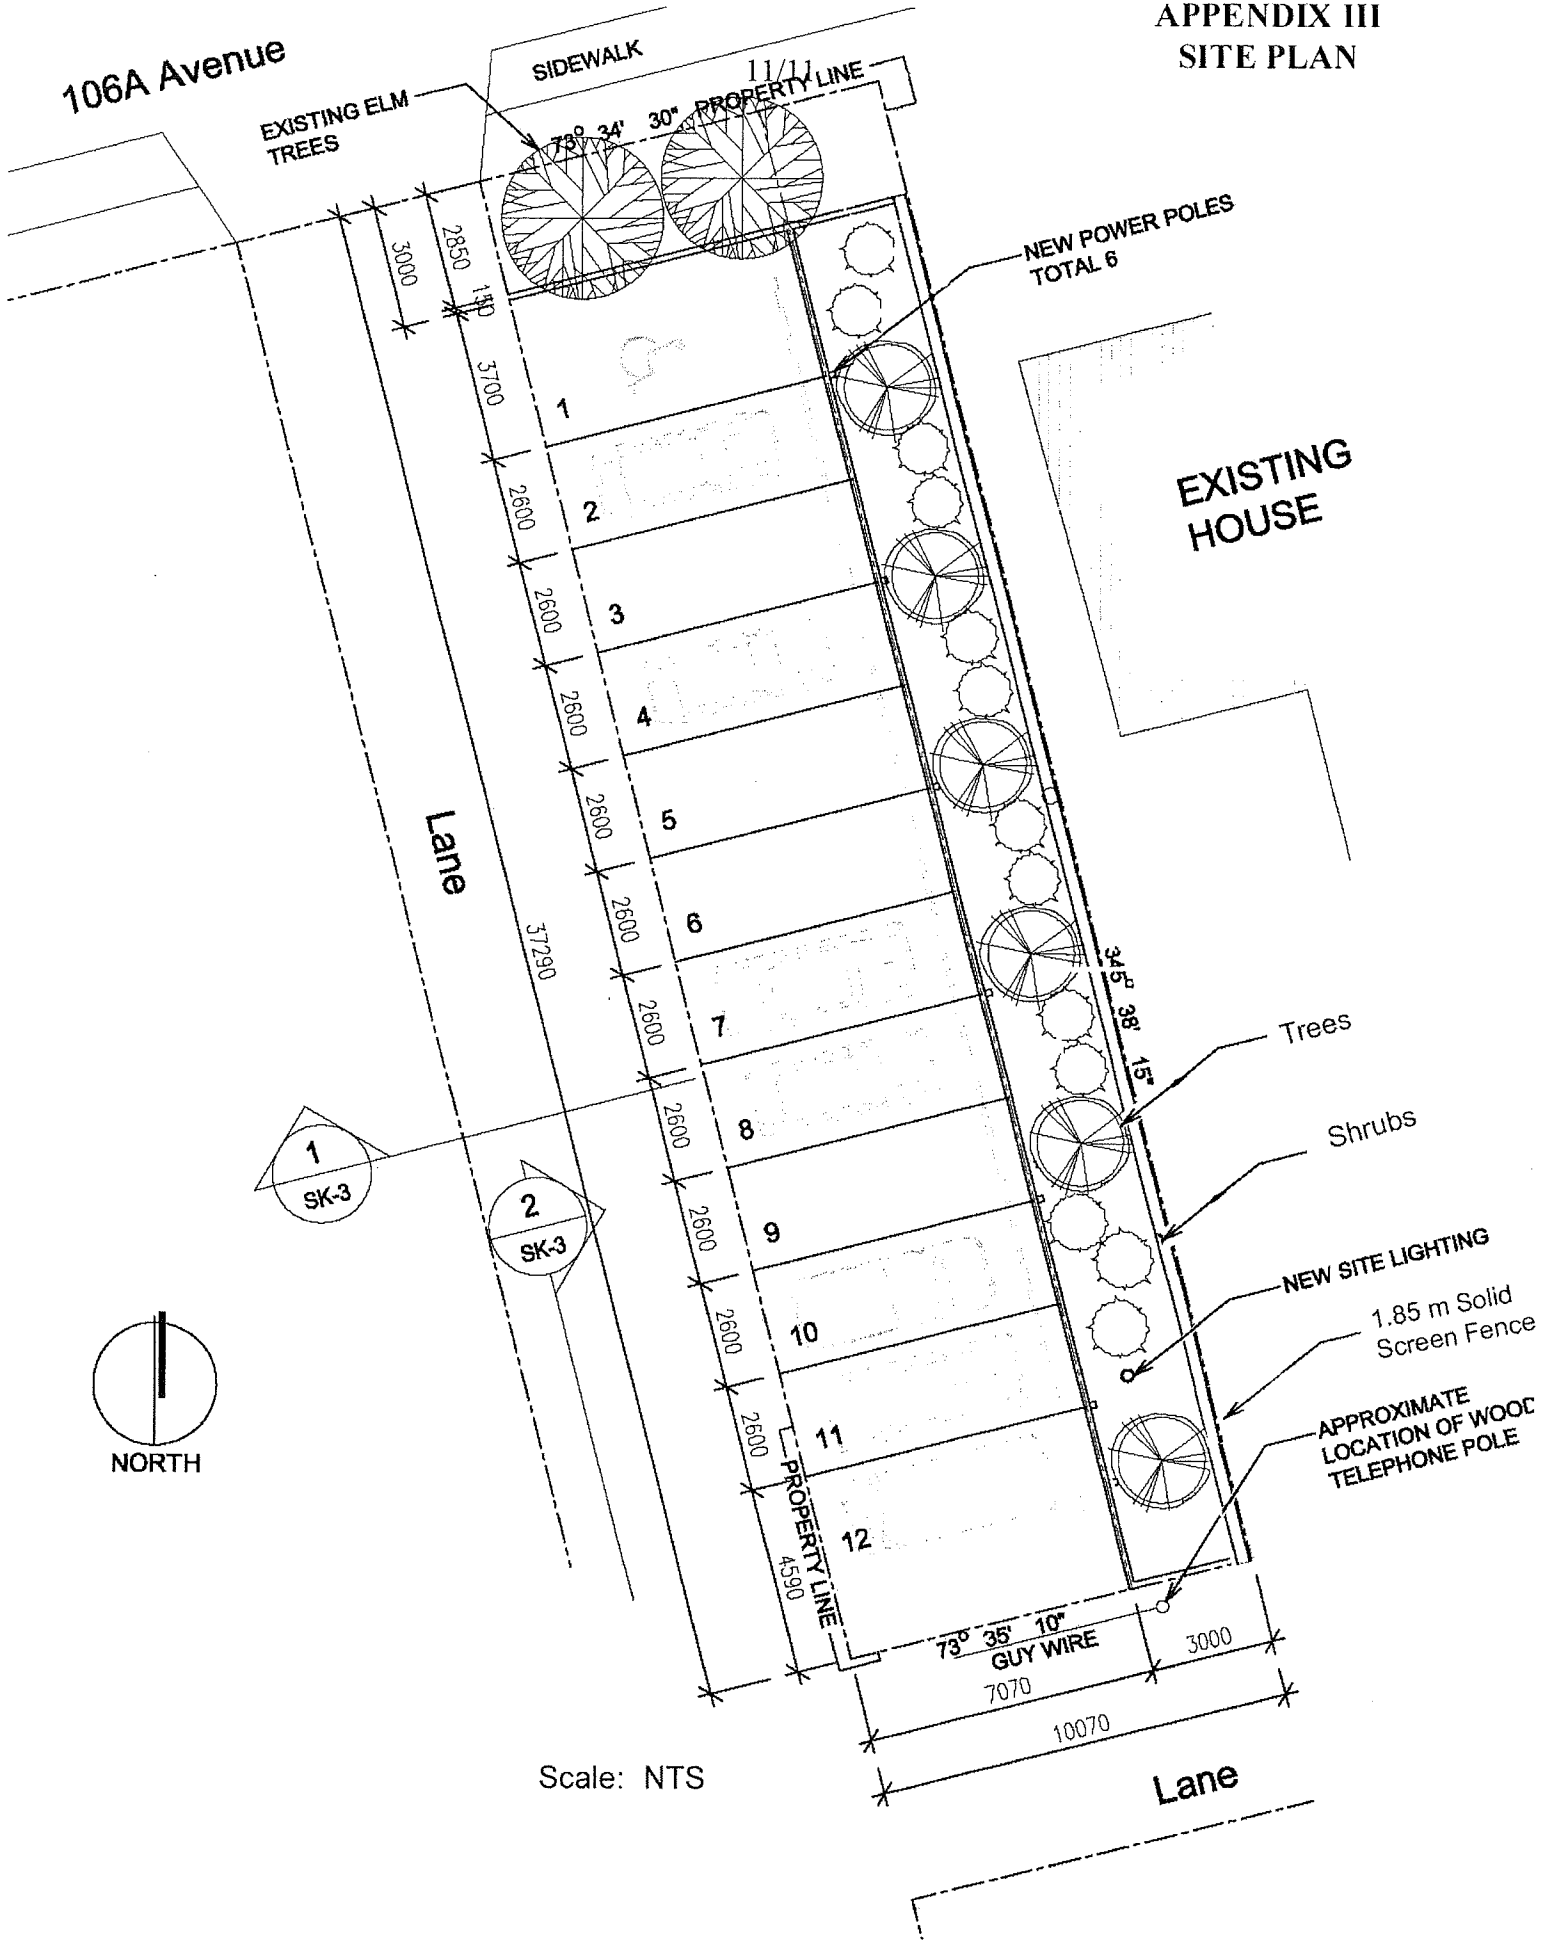 APPENDIX III
SITE PLAN
106A Avenue
SIDEWALK
11/11
PROPERTY LINE
EXISTING ELM
TREES
73° 34' 30"
NEW POWER POLES
TOTAL 6
2850
3000
150
3700
1
EXISTING
HOUSE
2600
2
2600
3
2600
4
2600
5
2600
6
2600
7
2600
8
2600
9
2600
10
2600
11
4590
12
Lane
37290
345° 38' 15"
Trees
Shrubs
1
SK-3
2
SK-3
NEW SITE LIGHTING
1.85 m Solid
Screen Fence
NORTH
APPROXIMATE
LOCATION OF WOOD
TELEPHONE POLE
PROPERTY LINE
73° 35' 10"
GUY WIRE
3000
7070
10070
Scale: NTS
Lane